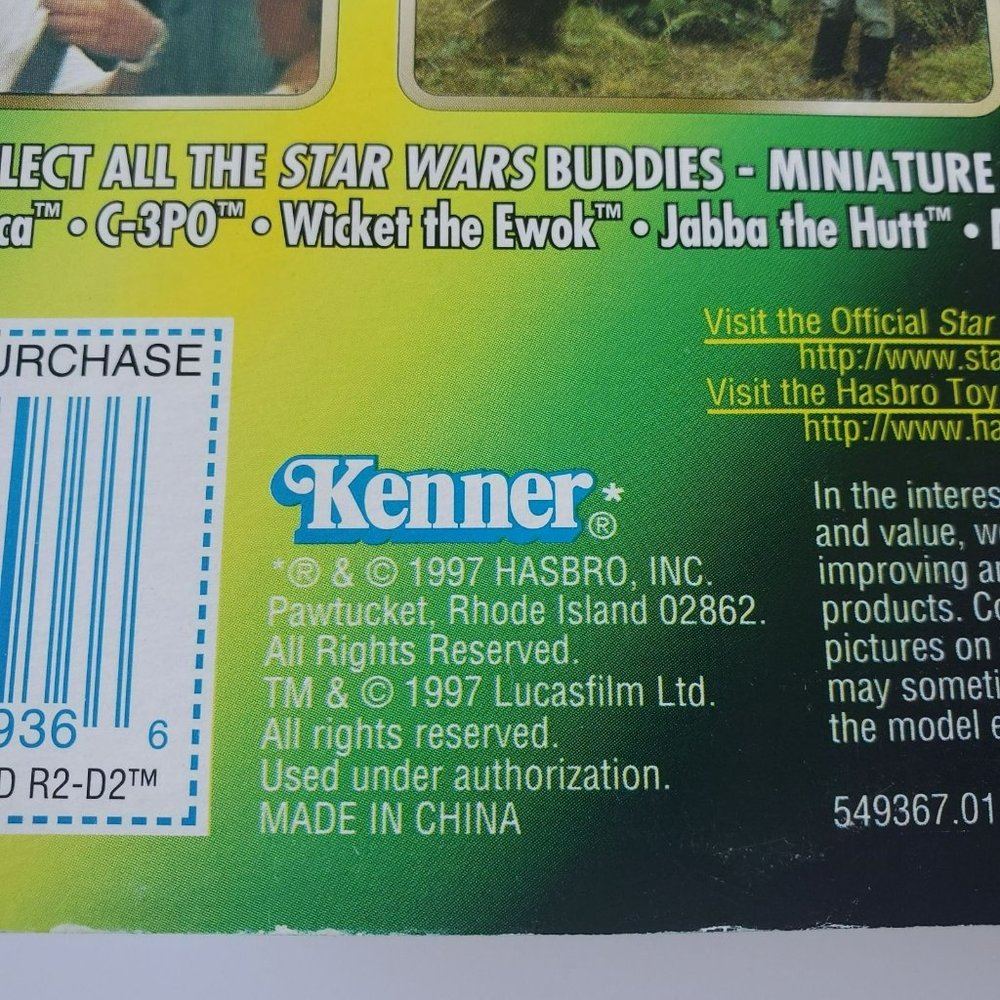 LECT ALL THE STAR WARS BUDDIES - MINIATURE
ca™ • C-3PO™ • Wicket the Ewok™ • Jabba the Hutt™ •
URCHASE
936 6
D R2-D2™
Kenner*®
*® & © 1997 HASBRO, INC.
Pawtucket, Rhode Island 02862.
All Rights Reserved.
TM & © 1997 Lucasfilm Ltd.
All rights reserved.
Used under authorization.
MADE IN CHINA
Visit the Official Star
http://www.sta
Visit the Hasbro Toy
http://www.ha
In the interes
and value, w
improving a
products. Co
pictures on
may someti
the model e
549367.01